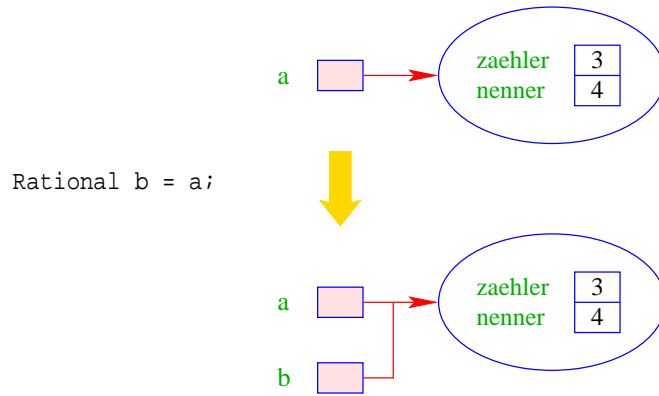 zaehler 3
a
nenner 4
Rational b = a;
zaehler 3
a
nenner 4
b